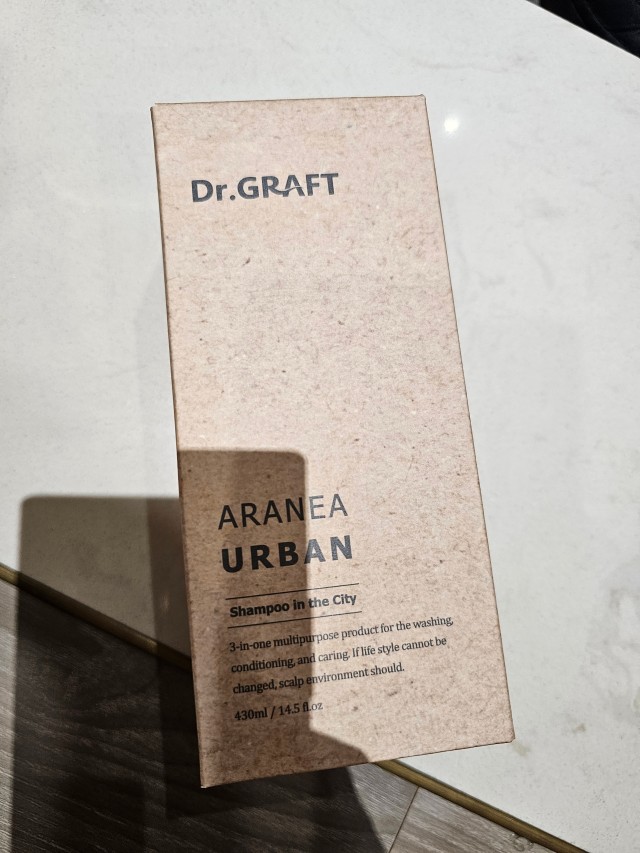 Dr.GRAFT
ARANEA
URBAN
Shampoo in the City
3-in-one multipurpose product for the washing,
conditioning, and caring. If life style cannot be
changed, scalp environment should.
430ml / 14.5 fl.oz